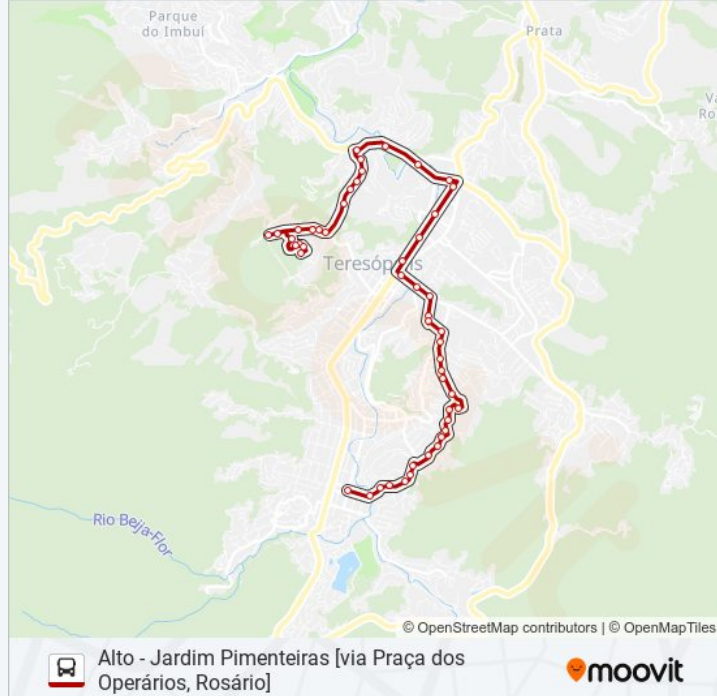 Parque
do Imbuí
Prata
Teresópolis
Rio Beija-Flor
© OpenStreetMap contributors | © OpenMapTiles
Alto - Jardim Pimenteiras [via Praça dos
Operários, Rosário]
moovit